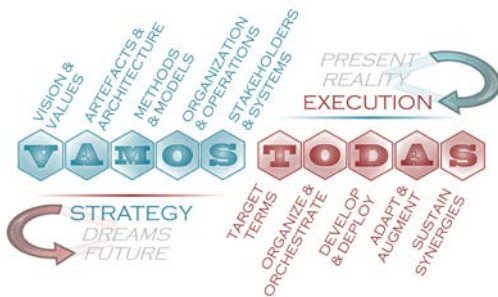 VISION &
VALUES
ARTEFACTS &
ARCHITECTURE
METHODS
& MODELS
ORGANIZATION
& OPERATIONS
STAKEHOLDERS
& SYSTEMS
PRESENT
REALITY
EXECUTION
VAMOS TODAS
STRATEGY
DREAMS
FUTURE
TARGET
TERMS
ORGANIZE &
ORCHESTRATE
DEVELOP
& DEPLOY
ADAPT &
AUGMENT
SUSTAIN
SYNERGIES